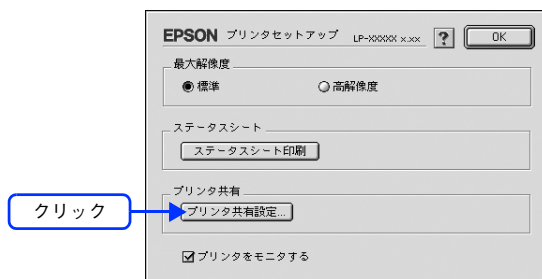 EPSON プリンタセットアップ LP-XXXXX x.xx ? OK
最大解像度
標準 高解像度
ステータスシート
ステータスシート印刷
プリンタ共有
クリック プリンタ共有設定...
プリンタをモニタする